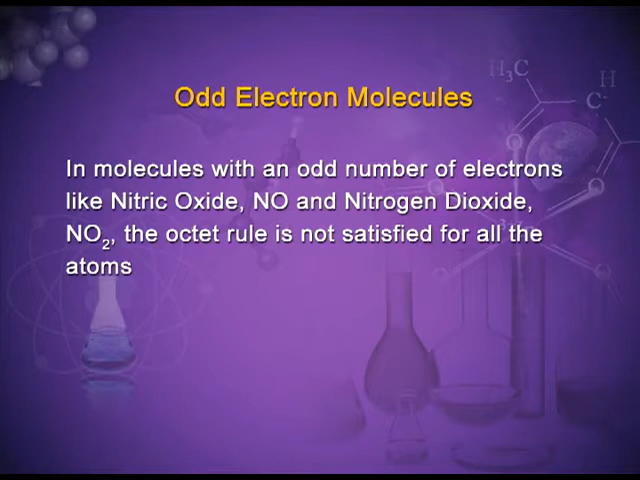 H₃C
H
C
Odd Electron Molecules
In molecules with an odd number of electrons
like Nitric Oxide, NO and Nitrogen Dioxide,
NO₂, the octet rule is not satisfied for all the
atoms